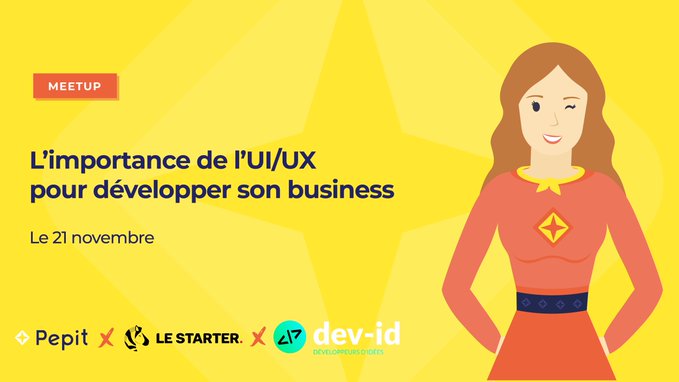 MEETUP
L'importance de l'UI/UX
pour développer son business
Le 21 novembre
Pepit X LE STARTER. X dev-id
DÉVELOPPEURS D'IDÉES